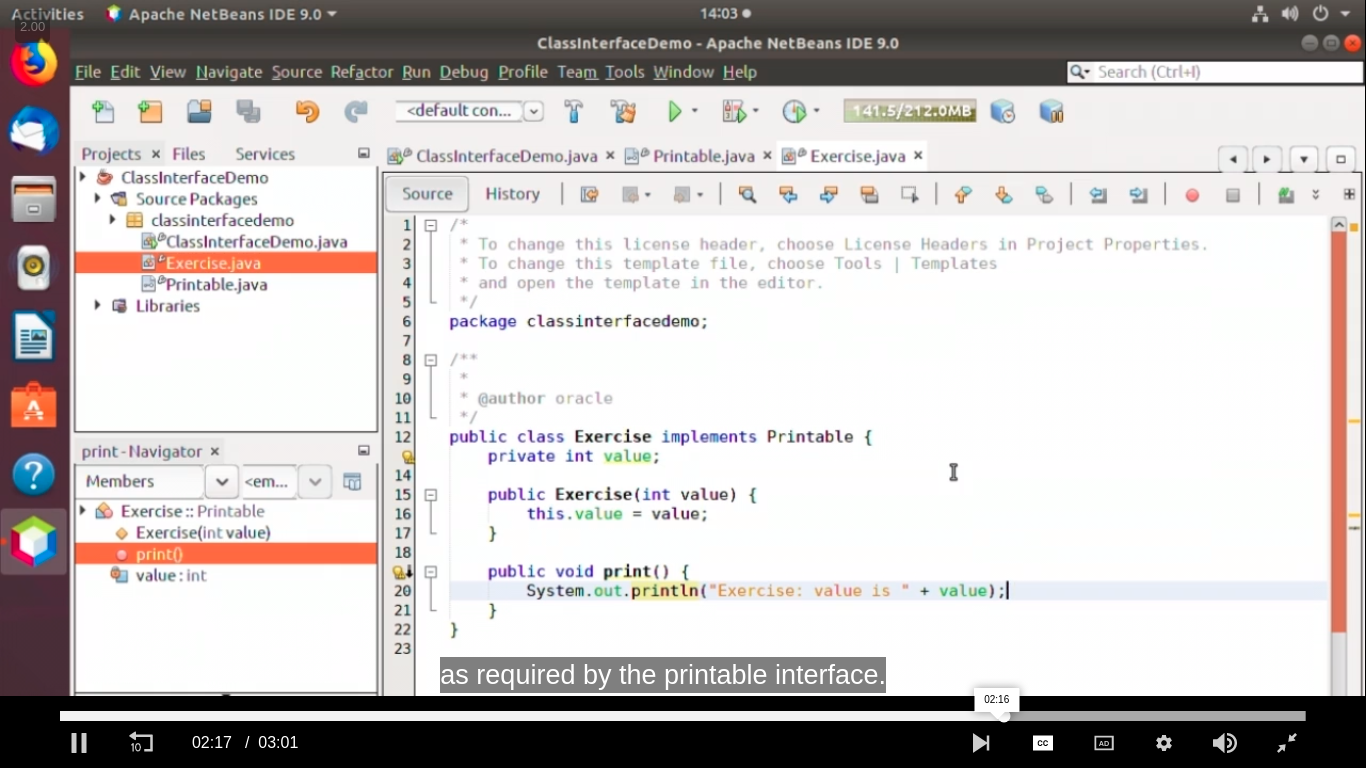 Activities Apache NetBeans IDE 9.0 14:03
2.00
ClassInterfaceDemo - Apache NetBeans IDE 9.0
File Edit View Navigate Source Refactor Run Debug Profile Team Tools Window Help Search (Ctrl+I)
<default con... 141.5/212.0MB
Projects Files Services ClassInterfaceDemo.java Printable.java Exercise.java
ClassInterfaceDemo
Source Packages
classinterfacedemo
ClassInterfaceDemo.java
Exercise.java
Printable.java
Libraries
print - Navigator
Members <em...
Exercise :: Printable
Exercise(int value)
print()
value : int
Source History
1 /*
2 * To change this license header, choose License Headers in Project Properties.
3 * To change this template file, choose Tools | Templates
4 * and open the template in the editor.
5 */
6 package classinterfacedemo;
7
8 /**
9 *
10 * @author oracle
11 */
12 public class Exercise implements Printable {
private int value;
14
15 public Exercise(int value) {
16 this.value = value;
17 }
18
public void print() {
20 System.out.println("Exercise: value is " + value);
21 }
22 }
23
as required by the printable interface.
02:16
10 02:17 / 03:01 CC AD